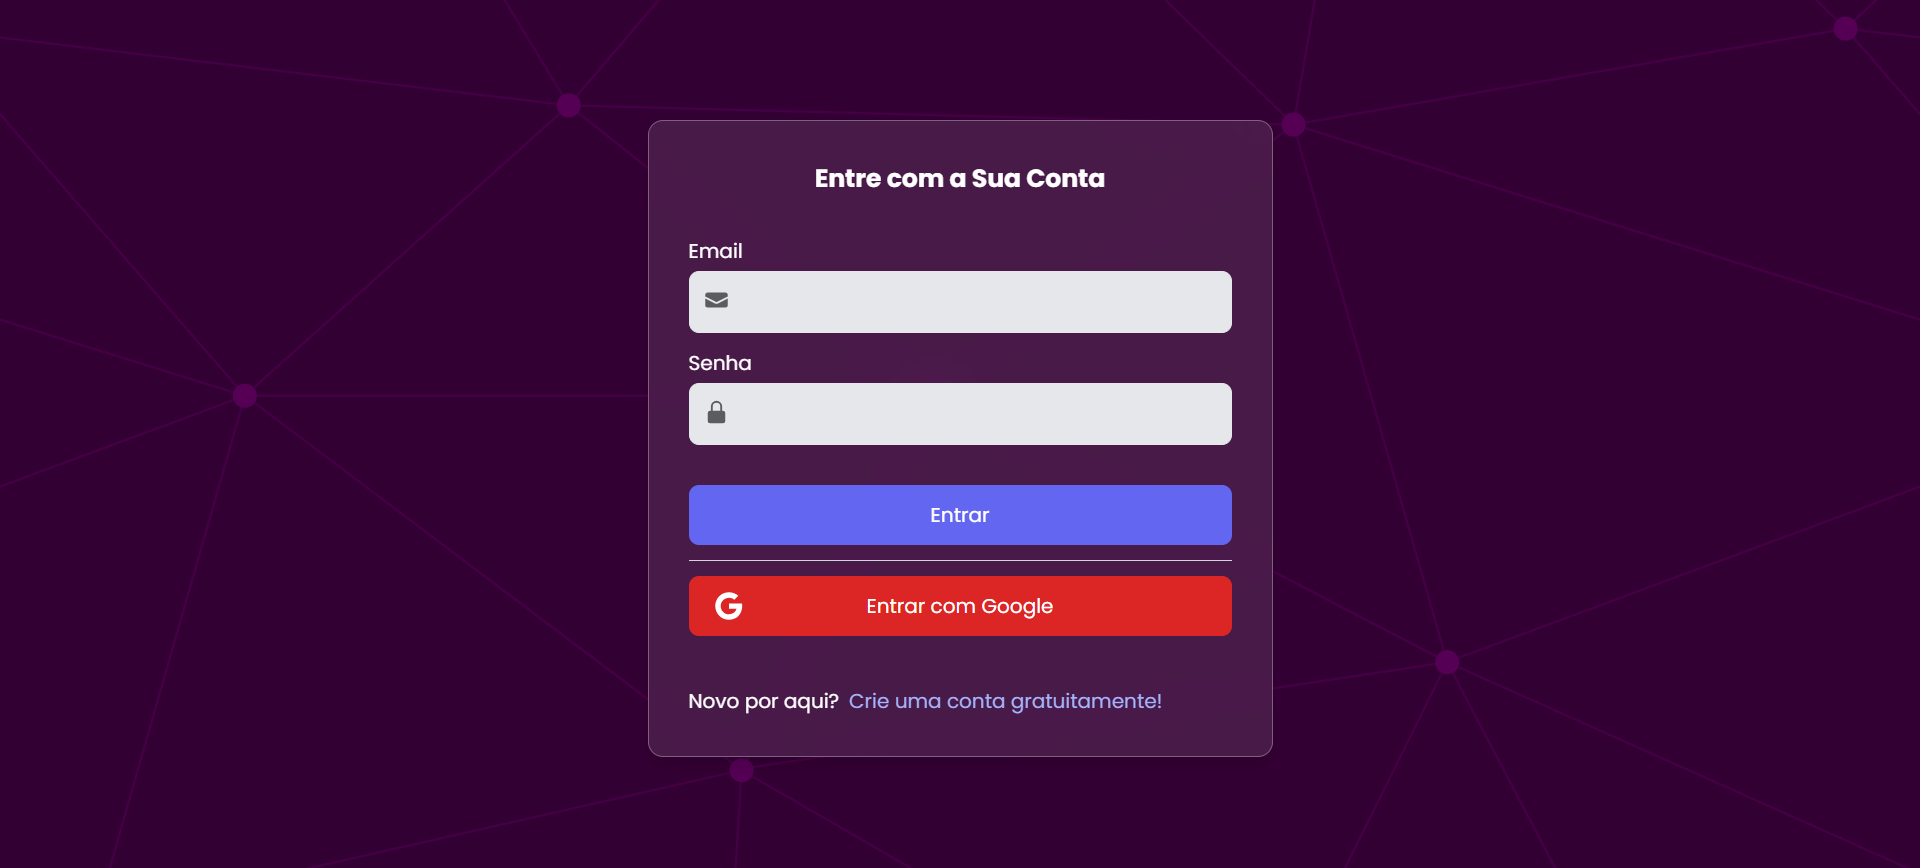 Entre com a Sua Conta
Email
Senha
Entrar
Entrar com Google
Novo por aqui? Crie uma conta gratuitamente!